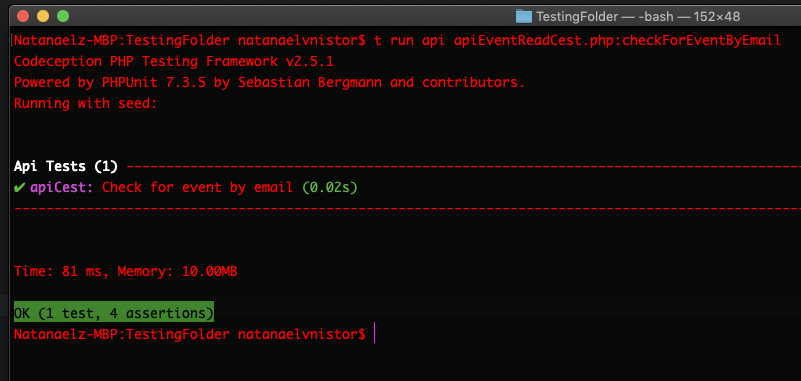 TestingFolder — -bash — 152×48
[Natanaelz-MBP:TestingFolder natanaelvnistor$ t run api apiEventReadCest.php:checkForEventByEmail
Codeception PHP Testing Framework v2.5.1
Powered by PHPUnit 7.3.5 by Sebastian Bergmann and contributors.
Running with seed:
Api Tests (1) ------------------------------------------------------------------------------------
✔ apiCest: Check for event by email (0.02s)
--------------------------------------------------------------------------------------------------
Time: 81 ms, Memory: 10.00MB
OK (1 test, 4 assertions)
Natanaelz-MBP:TestingFolder natanaelvnistor$